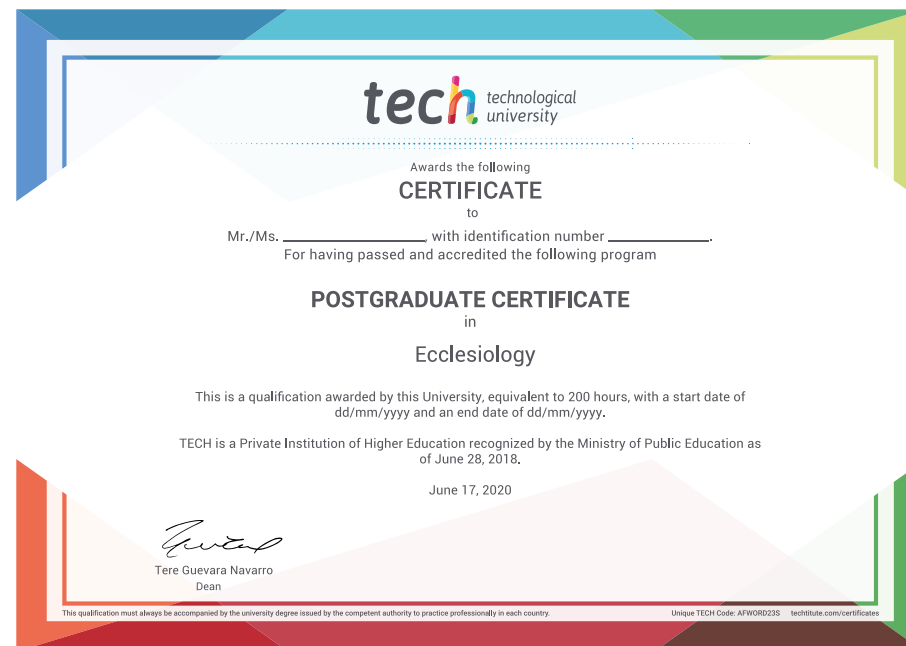 tech technological
university
Awards the following
CERTIFICATE
to
Mr./Ms. ____________________, with identification number ______________.
For having passed and accredited the following program
POSTGRADUATE CERTIFICATE
in
Ecclesiology
This is a qualification awarded by this University, equivalent to 200 hours, with a start date of
dd/mm/yyyy and an end date of dd/mm/yyyy.
TECH is a Private Institution of Higher Education recognized by the Ministry of Public Education as
of June 28, 2018.
June 17, 2020
Tere Guevara Navarro
Dean
This qualification must always be accompanied by the university degree issued by the competent authority to practice professionally in each country. Unique TECH Code: AFWORD23S techtitute.com/certificates